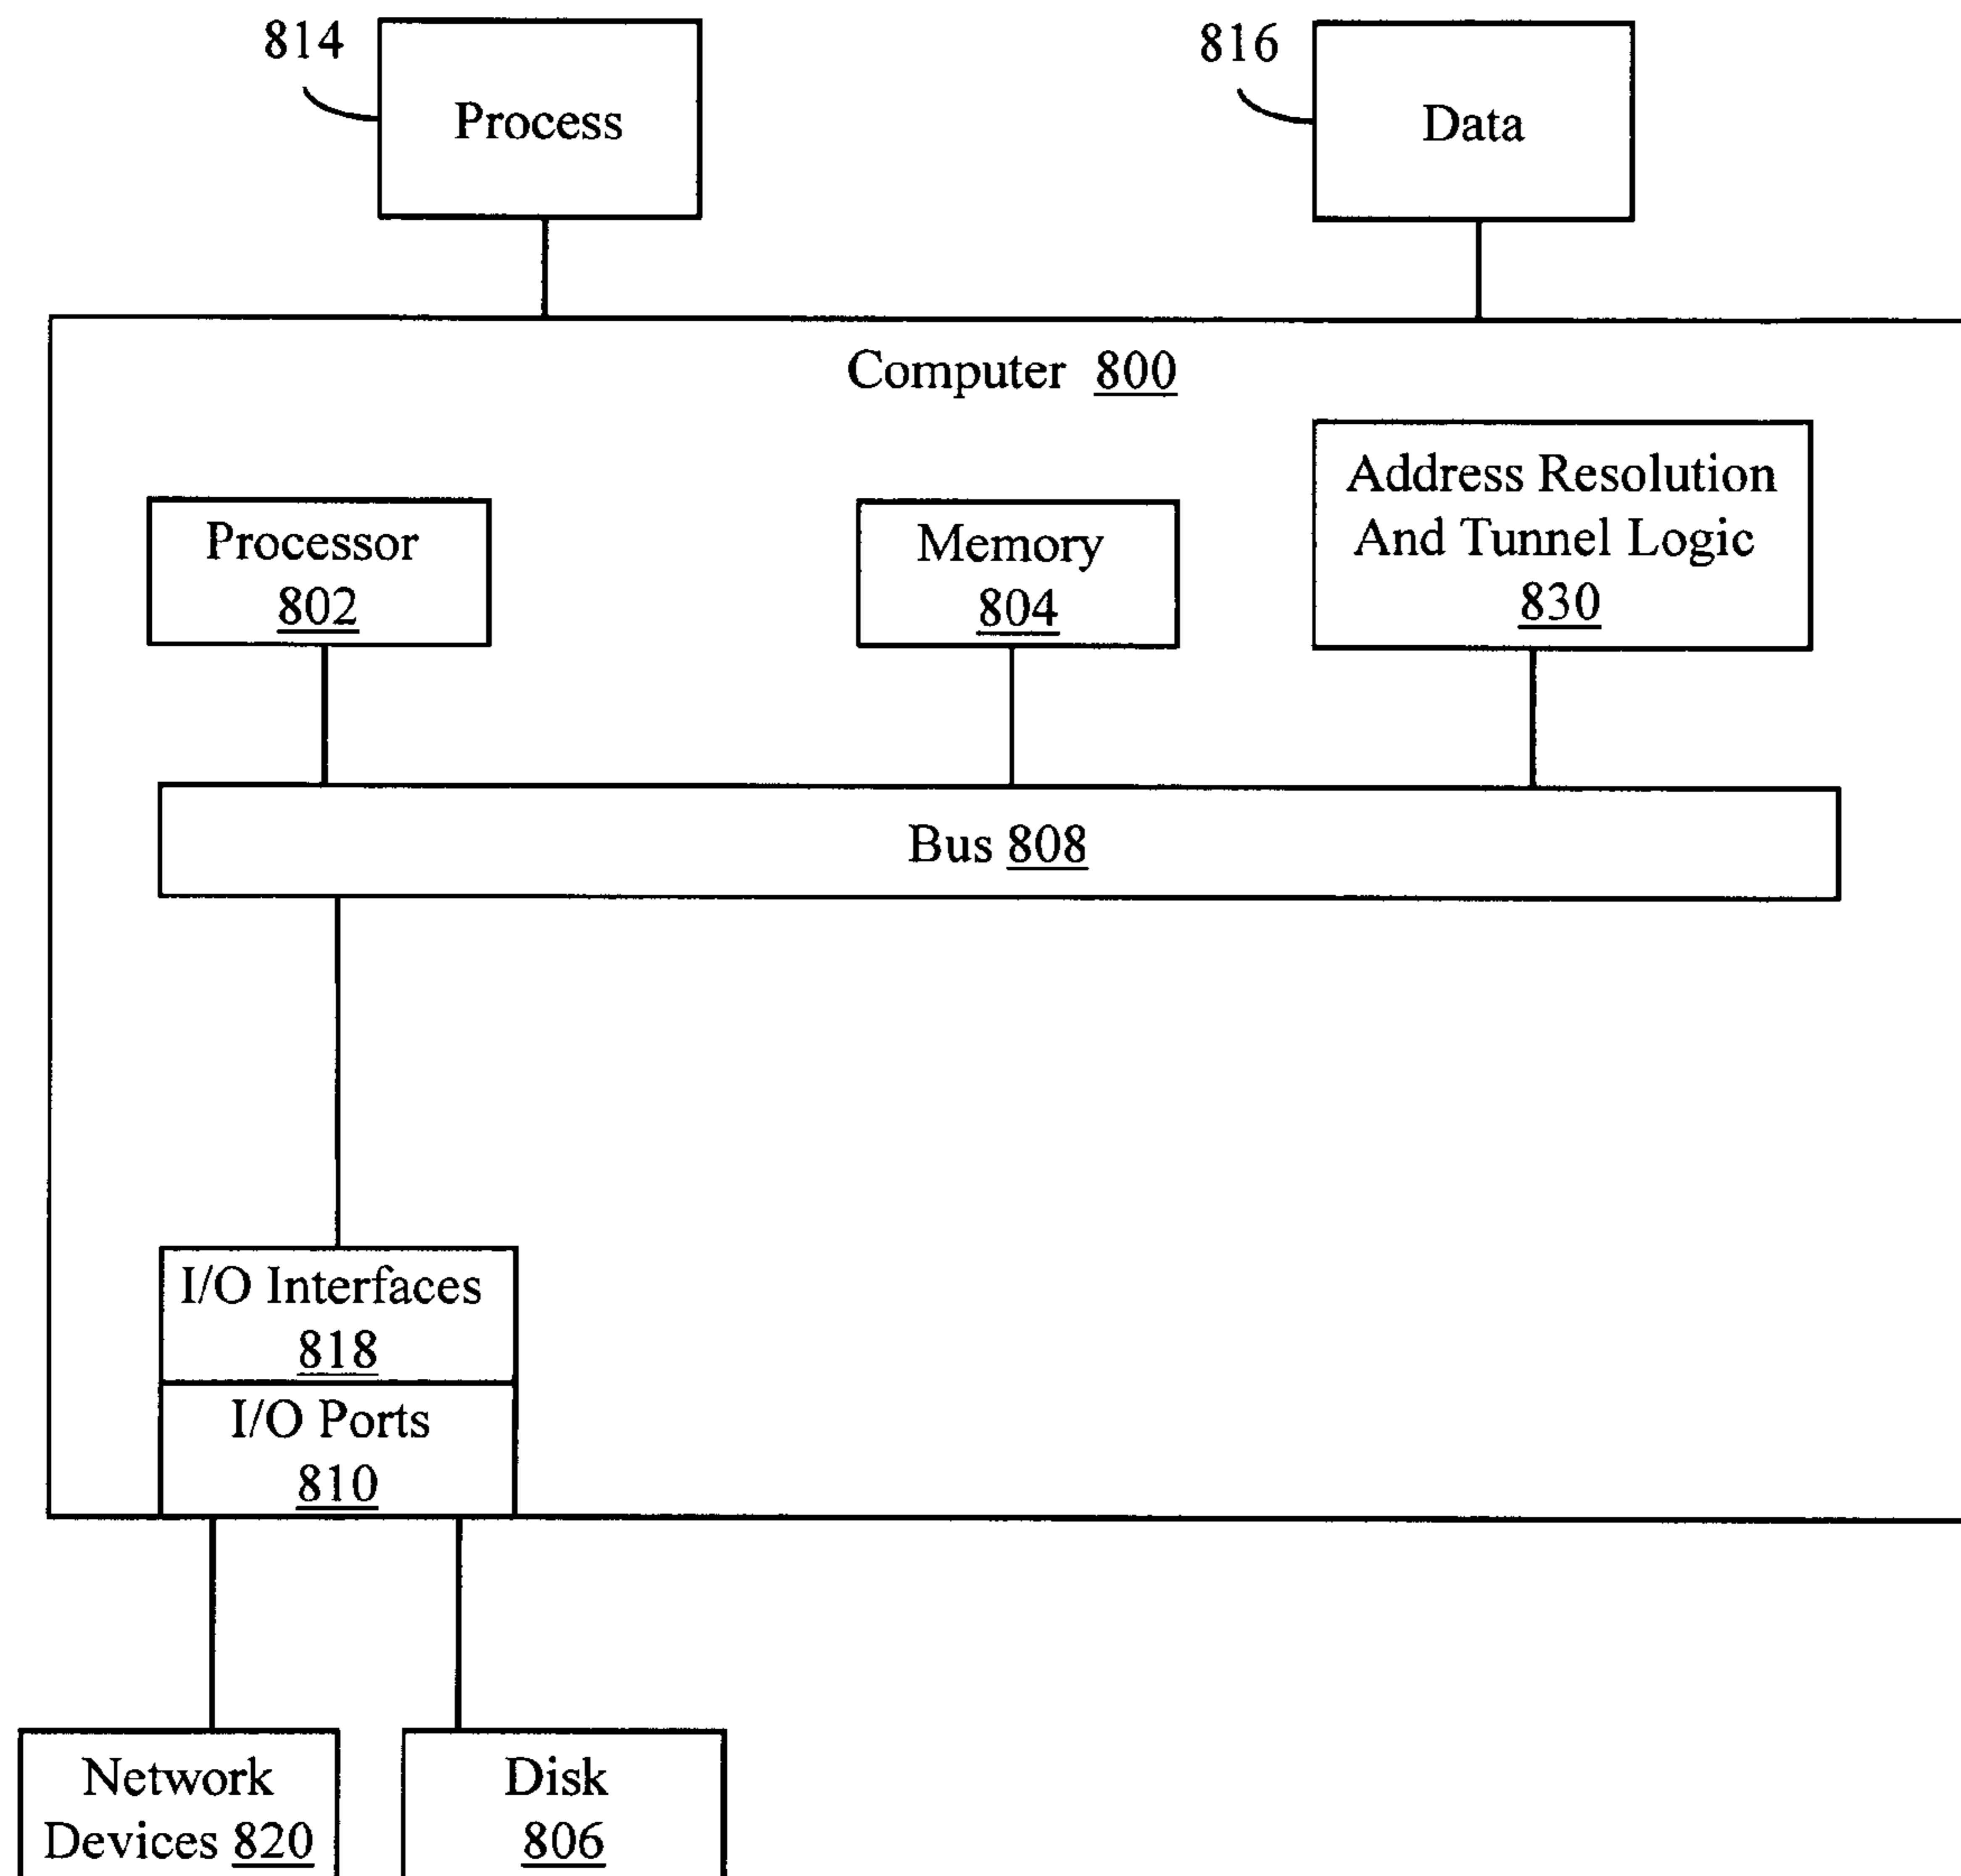 814
Process
816
Data
Computer 800
Processor
802
Memory
804
Address Resolution
And Tunnel Logic
830
Bus 808
I/O Interfaces
818
I/O Ports
810
Network
Devices 820
Disk
806